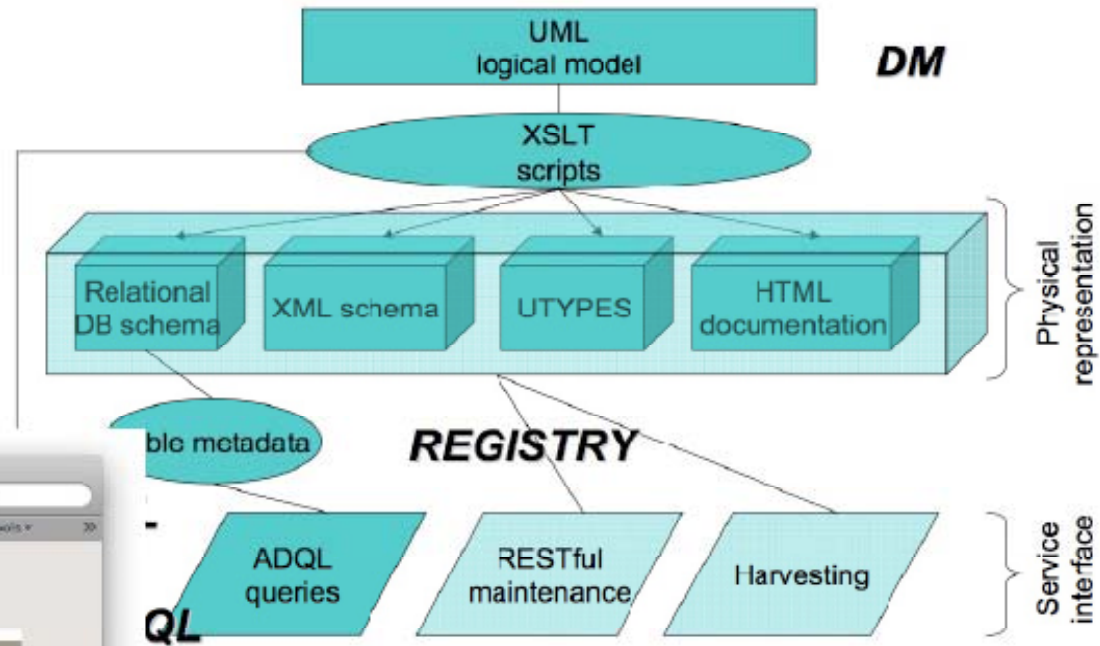 UML
logical model
DM
XSLT
scripts
Relational
DB schema
XML schema
UTYPES
HTML
documentation
Physical
representation
ble metadata
REGISTRY
ADQL
queries
RESTful
maintenance
Harvesting
Service
interface
QL